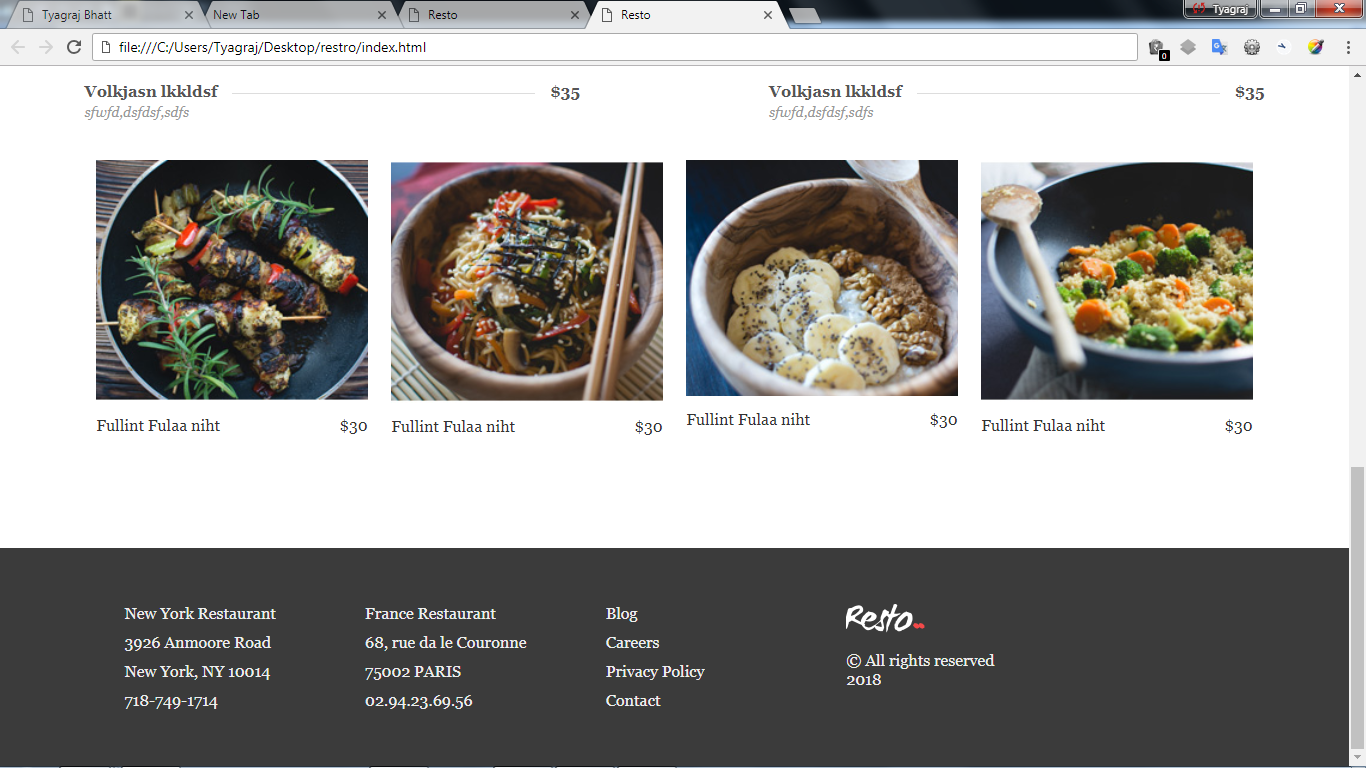 Tyagraj Bhatt
New Tab
Resto
Resto
Tyagraj
file:///C:/Users/Tyagraj/Desktop/restro/index.html
0
Volkjasn lkkldsf $35
sfwfd,dsfdsf,sdfs
Volkjasn lkkldsf $35
sfwfd,dsfdsf,sdfs
Fullint Fulaa niht $30
Fullint Fulaa niht $30
Fullint Fulaa niht $30
Fullint Fulaa niht $30
New York Restaurant
3926 Anmoore Road
New York, NY 10014
718-749-1714
France Restaurant
68, rue da le Couronne
75002 PARIS
02.94.23.69.56
Blog
Careers
Privacy Policy
Contact
Resto
© All rights reserved
2018